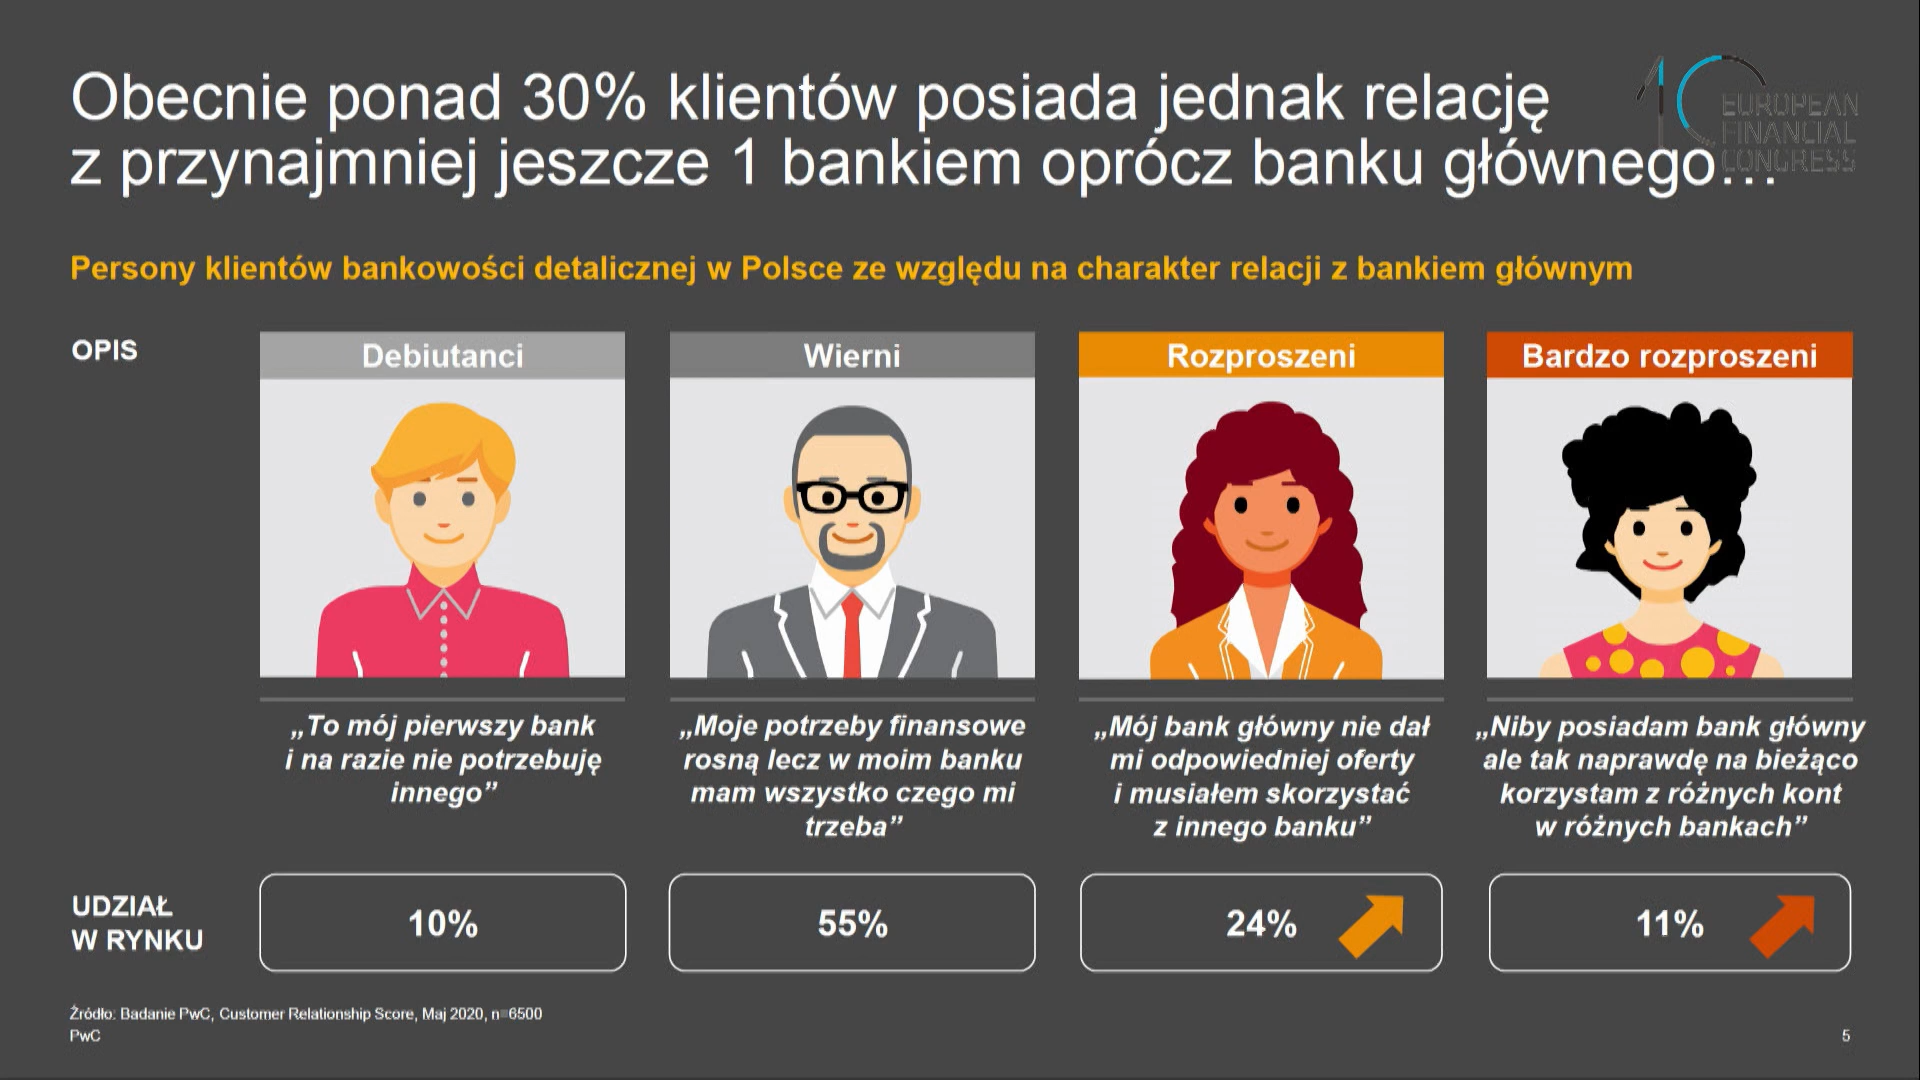 Obecnie ponad 30% klientów posiada jednak relację
z przynajmniej jeszcze 1 bankiem oprócz banku głównego…
10 EUROPEAN
FINANCIAL
CONGRESS
Persony klientów bankowości detalicznej w Polsce ze względu na charakter relacji z bankiem głównym
OPIS
Debiutanci
„To mój pierwszy bank
i na razie nie potrzebuję
innego”
Wierni
„Moje potrzeby finansowe
rosną lecz w moim banku
mam wszystko czego mi
trzeba”
Rozproszeni
„Mój bank główny nie dał
mi odpowiedniej oferty
i musiałem skorzystać
z innego banku”
Bardzo rozproszeni
„Niby posiadam bank główny
ale tak naprawdę na bieżąco
korzystam z różnych kont
w różnych bankach”
UDZIAŁ
W RYNKU
10%
55%
24%
11%
Źródło: Badanie PwC, Customer Relationship Score, Maj 2020, n=6500
PwC
5